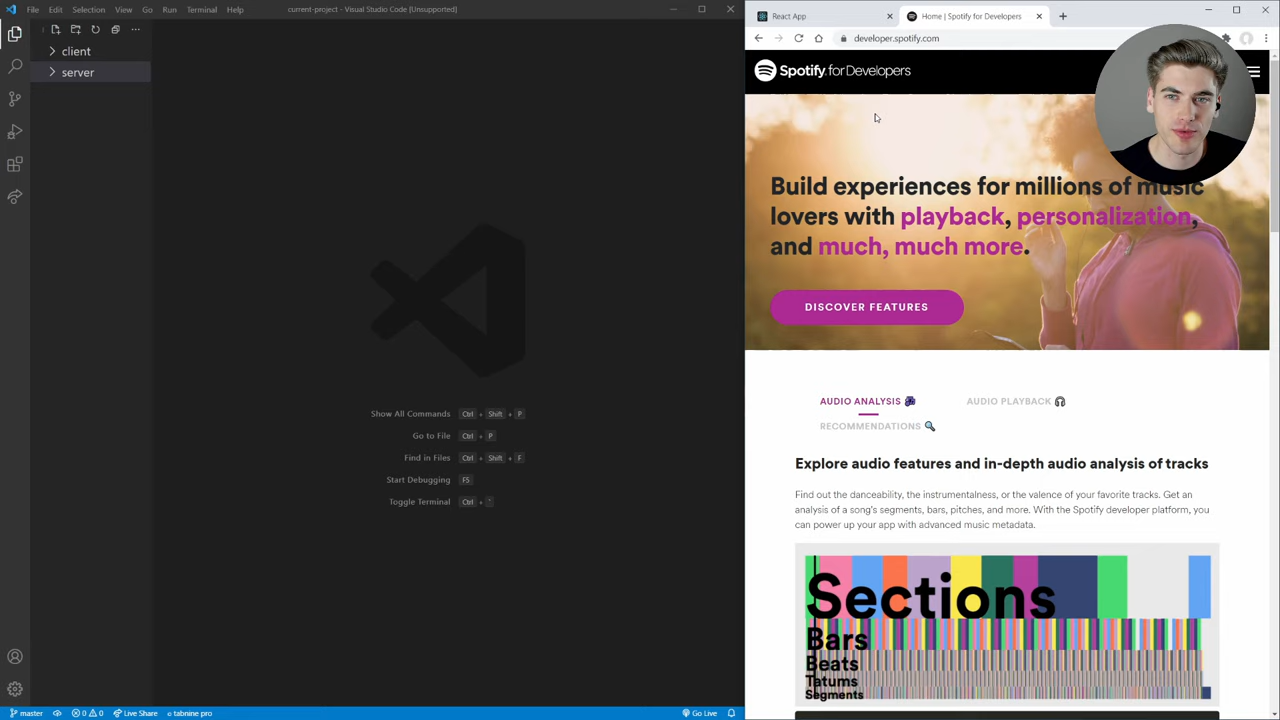 File Edit Selection View Go Run Terminal
current-project - Visual Studio Code [Unsupported]
client
server
Show All Commands Ctrl + Shift + P
Go to File Ctrl + P
Find in Files Ctrl + Shift + F
Start Debugging F5
Toggle Terminal Ctrl + `
master 0 0 Live Share tabnine pro Go Live
React App
Home | Spotify for Developers
developer.spotify.com
Spotify for Developers
Build experiences for millions of music
lovers with playback, personalization,
and much, much more.
DISCOVER FEATURES
AUDIO ANALYSIS
AUDIO PLAYBACK
RECOMMENDATIONS
Explore audio features and in-depth audio analysis of tracks
Find out the danceability, the instrumentalness, or the valence of your favorite tracks. Get an
analysis of a song's segments, bars, pitches, and more. With the Spotify developer platform, you
can power up your app with advanced music metadata.
Sections
Bars
Beats
Tatums
Segments